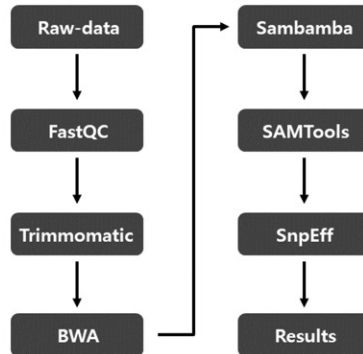 Raw-data
FastQC
Trimmomatic
BWA
Sambamba
SAMTools
SnpEff
Results